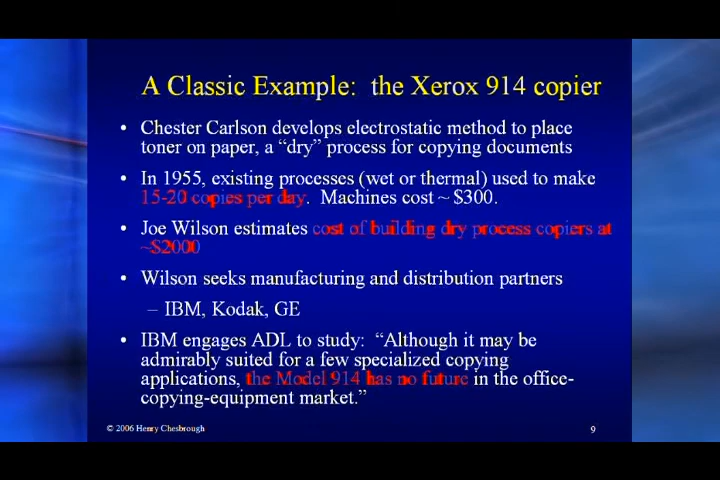 A Classic Example: the Xerox 914 copier
• Chester Carlson develops electrostatic method to place
toner on paper, a “dry” process for copying documents
• In 1955, existing processes (wet or thermal) used to make
15-20 copies per day. Machines cost ~ $300.
• Joe Wilson estimates cost of building dry process copiers at
~$2000
• Wilson seeks manufacturing and distribution partners
– IBM, Kodak, GE
• IBM engages ADL to study: “Although it may be
admirably suited for a few specialized copying
applications, the Model 914 has no future in the office-
copying-equipment market.”
© 2006 Henry Chesbrough
9